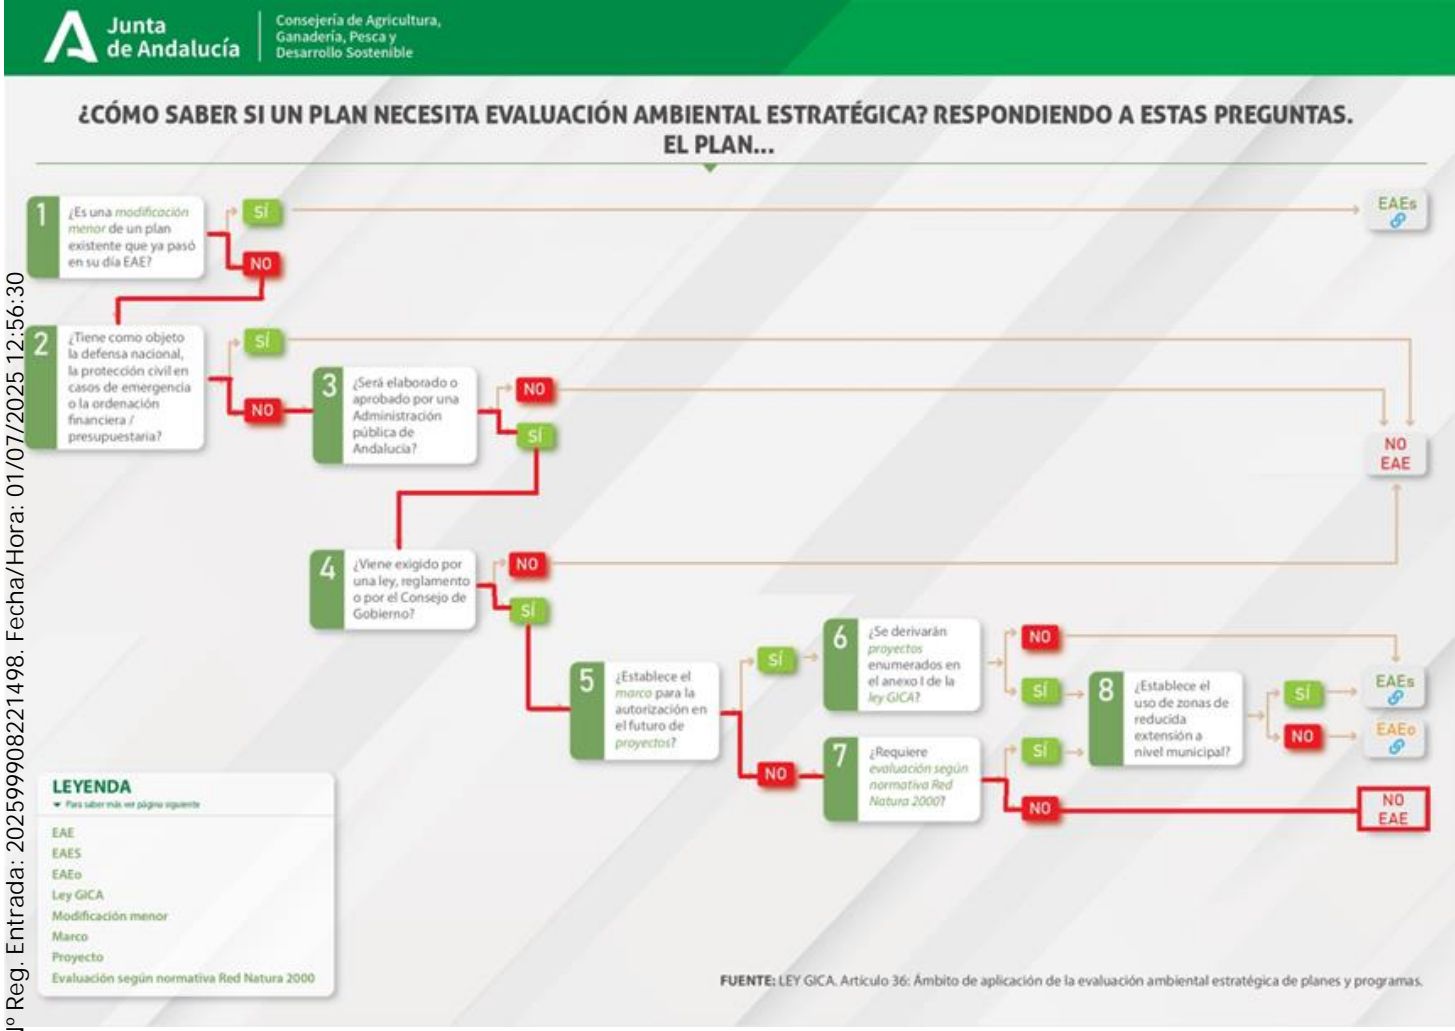 Junta
de Andalucía
Consejería de Agricultura,
Ganadería, Pesca y
Desarrollo Sostenible
¿CÓMO SABER SI UN PLAN NECESITA EVALUACIÓN AMBIENTAL ESTRATÉGICA? RESPONDIENDO A ESTAS PREGUNTAS.
EL PLAN...
1
¿Es una modificación
menor de un plan
existente que ya pasó
en su día EAE?
SÍ
NO
EAEs
2
¿Tiene como objeto
la defensa nacional,
la protección civil en
casos de emergencia
o la ordenación
financiera /
presupuestaria?
SÍ
NO
3
¿Será elaborado o
aprobado por una
Administración
pública de
Andalucía?
NO
SÍ
NO
EAE
4
¿Viene exigido por
una ley, reglamento
o por el Consejo de
Gobierno?
NO
SÍ
5
¿Establece el
marco para la
autorización en
el futuro de
proyectos?
SÍ
NO
6
¿Se derivarán
proyectos
enumerados en
el anexo I de la
ley GICA?
NO
SÍ
7
¿Requiere
evaluación según
normativa Red
Natura 2000?
SÍ
NO
8
¿Establece el
uso de zonas de
reducida
extensión a
nivel municipal?
SÍ
NO
EAEs
EAEo
NO
EAE
LEYENDA
Para saber más ver página siguiente
EAE
EAES
EAEo
Ley GICA
Modificación menor
Marco
Proyecto
Evaluación según normativa Red Natura 2000
FUENTE: LEY GICA. Artículo 36: Ámbito de aplicación de la evaluación ambiental estratégica de planes y programas.
Nº Reg. Entrada: 2025999082221498. Fecha/Hora: 01/07/2025 12:56:30